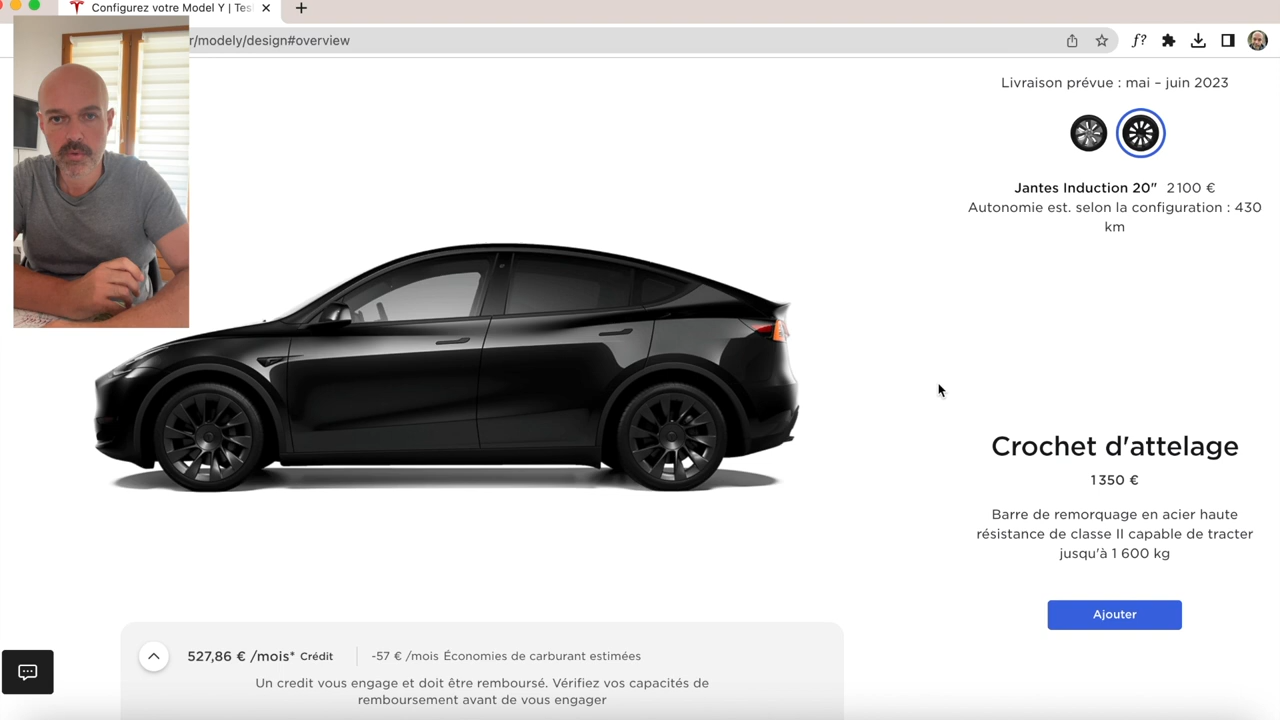 Configurez votre Model Y | Tes
r/modely/design#overview
f?
Livraison prévue : mai – juin 2023
Jantes Induction 20" 2 100 €
Autonomie est. selon la configuration : 430
km
Crochet d'attelage
1 350 €
Barre de remorquage en acier haute
résistance de classe II capable de tracter
jusqu'à 1 600 kg
Ajouter
527,86 € /mois* Crédit
-57 € /mois Économies de carburant estimées
Un credit vous engage et doit être remboursé. Vérifiez vos capacités de
remboursement avant de vous engager